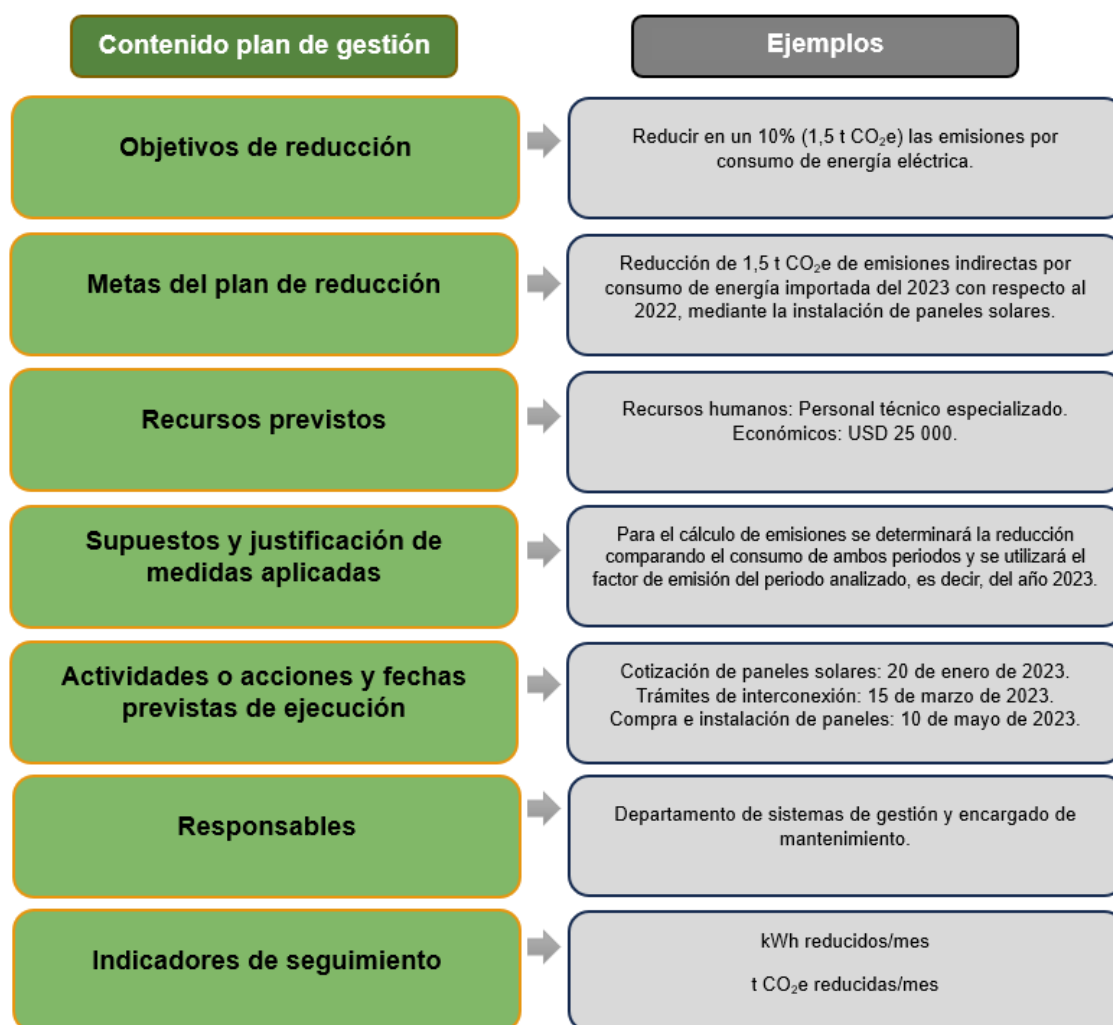 Contenido plan de gestión
Ejemplos
Objetivos de reducción
Reducir en un 10% (1,5 t CO₂e) las emisiones por
consumo de energía eléctrica.
Metas del plan de reducción
Reducción de 1,5 t CO₂e de emisiones indirectas por
consumo de energía importada del 2023 con respecto al
2022, mediante la instalación de paneles solares.
Recursos previstos
Recursos humanos: Personal técnico especializado.
Económicos: USD 25 000.
Supuestos y justificación de
medidas aplicadas
Para el cálculo de emisiones se determinará la reducción
comparando el consumo de ambos periodos y se utilizará el
factor de emisión del periodo analizado, es decir, del año 2023.
Actividades o acciones y fechas
previstas de ejecución
Cotización de paneles solares: 20 de enero de 2023.
Trámites de interconexión: 15 de marzo de 2023.
Compra e instalación de paneles: 10 de mayo de 2023.
Responsables
Departamento de sistemas de gestión y encargado de
mantenimiento.
Indicadores de seguimiento
kWh reducidos/mes
t CO₂e reducidas/mes